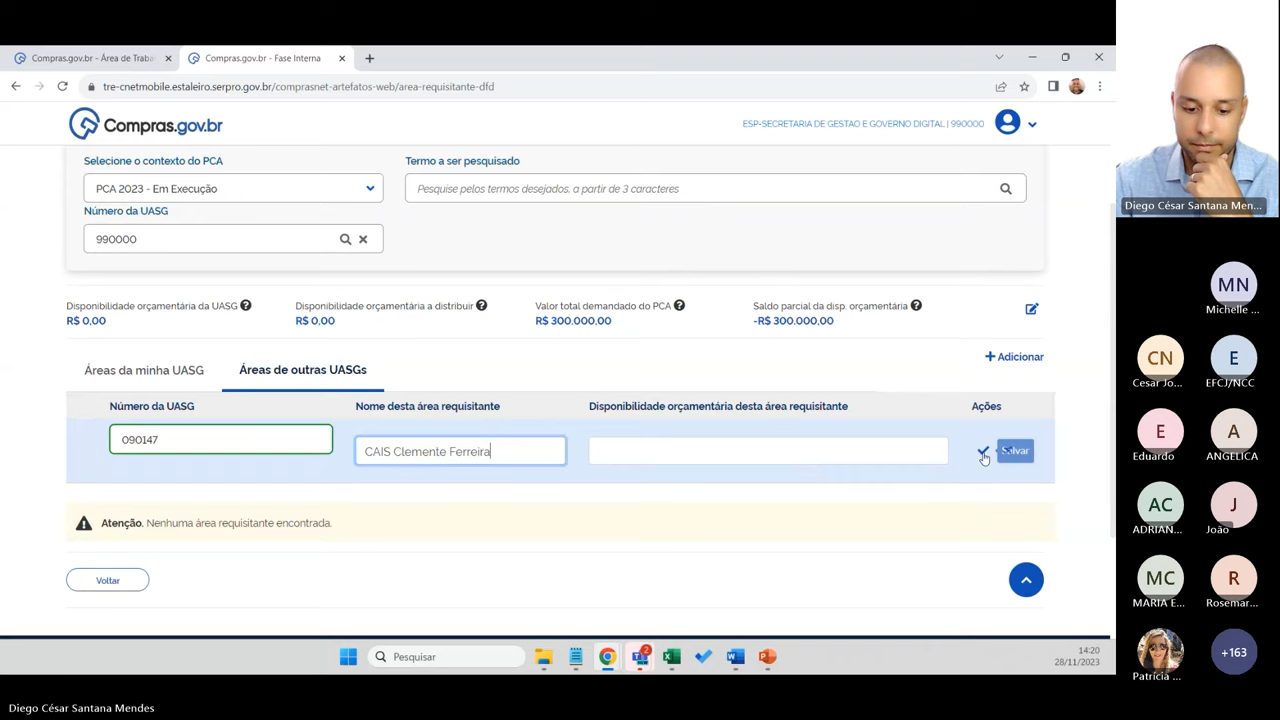 Compras.gov.br - Área de Traba
Compras.gov.br - Fase Interna
tre-cnetmobile.estaleiro.serpro.gov.br/comprasnet-artefatos-web/area-requisitante-dfd
Compras.gov.br
ESP-SECRETARIA DE GESTAO E GOVERNO DIGITAL | 990000
Selecione o contexto do PCA
Termo a ser pesquisado
PCA 2023 - Em Execução
Pesquise pelos termos desejados, a partir de 3 caracteres
Número da UASG
990000
Disponibilidade orçamentária da UASG
Disponibilidade orçamentária a distribuir
Valor total demandado do PCA
Saldo parcial da disp. orçamentária
R$ 0,00
R$ 0,00
R$ 300.000,00
-R$ 300.000,00
Adicionar
Áreas da minha UASG
Áreas de outras UASGs
Número da UASG
Nome desta área requisitante
Disponibilidade orçamentária desta área requisitante
Ações
090147
CAIS Clemente Ferreira
Salvar
Atenção. Nenhuma área requisitante encontrada.
Voltar
Pesquisar
2
14:20
28/11/2023
Diego César Santana Mendes
Diego César Santana Men...
MN
Michelle ...
CN
Cesar Jo...
E
EFCJ/NCC
E
Eduardo
A
ANGELICA
AC
ADRIAN...
J
João
MC
MARIA E...
R
Rosemar...
Patrícia ...
+163